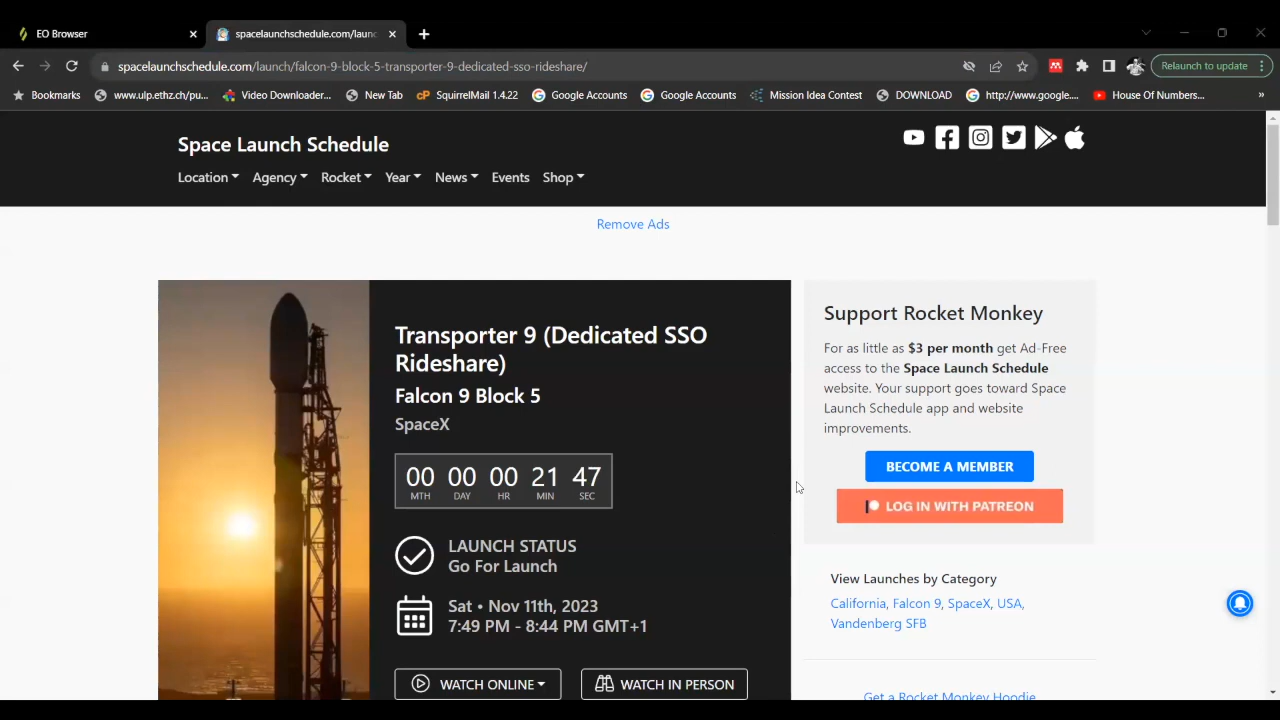 EO Browser
spacelaunchschedule.com/launc
spacelaunchschedule.com/launch/falcon-9-block-5-transporter-9-dedicated-sso-rideshare/
Relaunch to update
Bookmarks
www.ulp.ethz.ch/pu...
Video Downloader...
New Tab
SquirrelMail 1.4.22
Google Accounts
Google Accounts
Mission Idea Contest
DOWNLOAD
http://www.google....
House Of Numbers...
»
Space Launch Schedule
Location Agency Rocket Year News Events Shop
Remove Ads
Transporter 9 (Dedicated SSO
Rideshare)
Falcon 9 Block 5
SpaceX
00 00 00 21 47
MTH DAY HR MIN SEC
LAUNCH STATUS
Go For Launch
Sat • Nov 11th, 2023
7:49 PM - 8:44 PM GMT+1
WATCH ONLINE
WATCH IN PERSON
Support Rocket Monkey
For as little as $3 per month get Ad-Free
access to the Space Launch Schedule
website. Your support goes toward Space
Launch Schedule app and website
improvements.
BECOME A MEMBER
LOG IN WITH PATREON
View Launches by Category
California, Falcon 9, SpaceX, USA,
Vandenberg SFB
Get a Rocket Monkey Hoodie